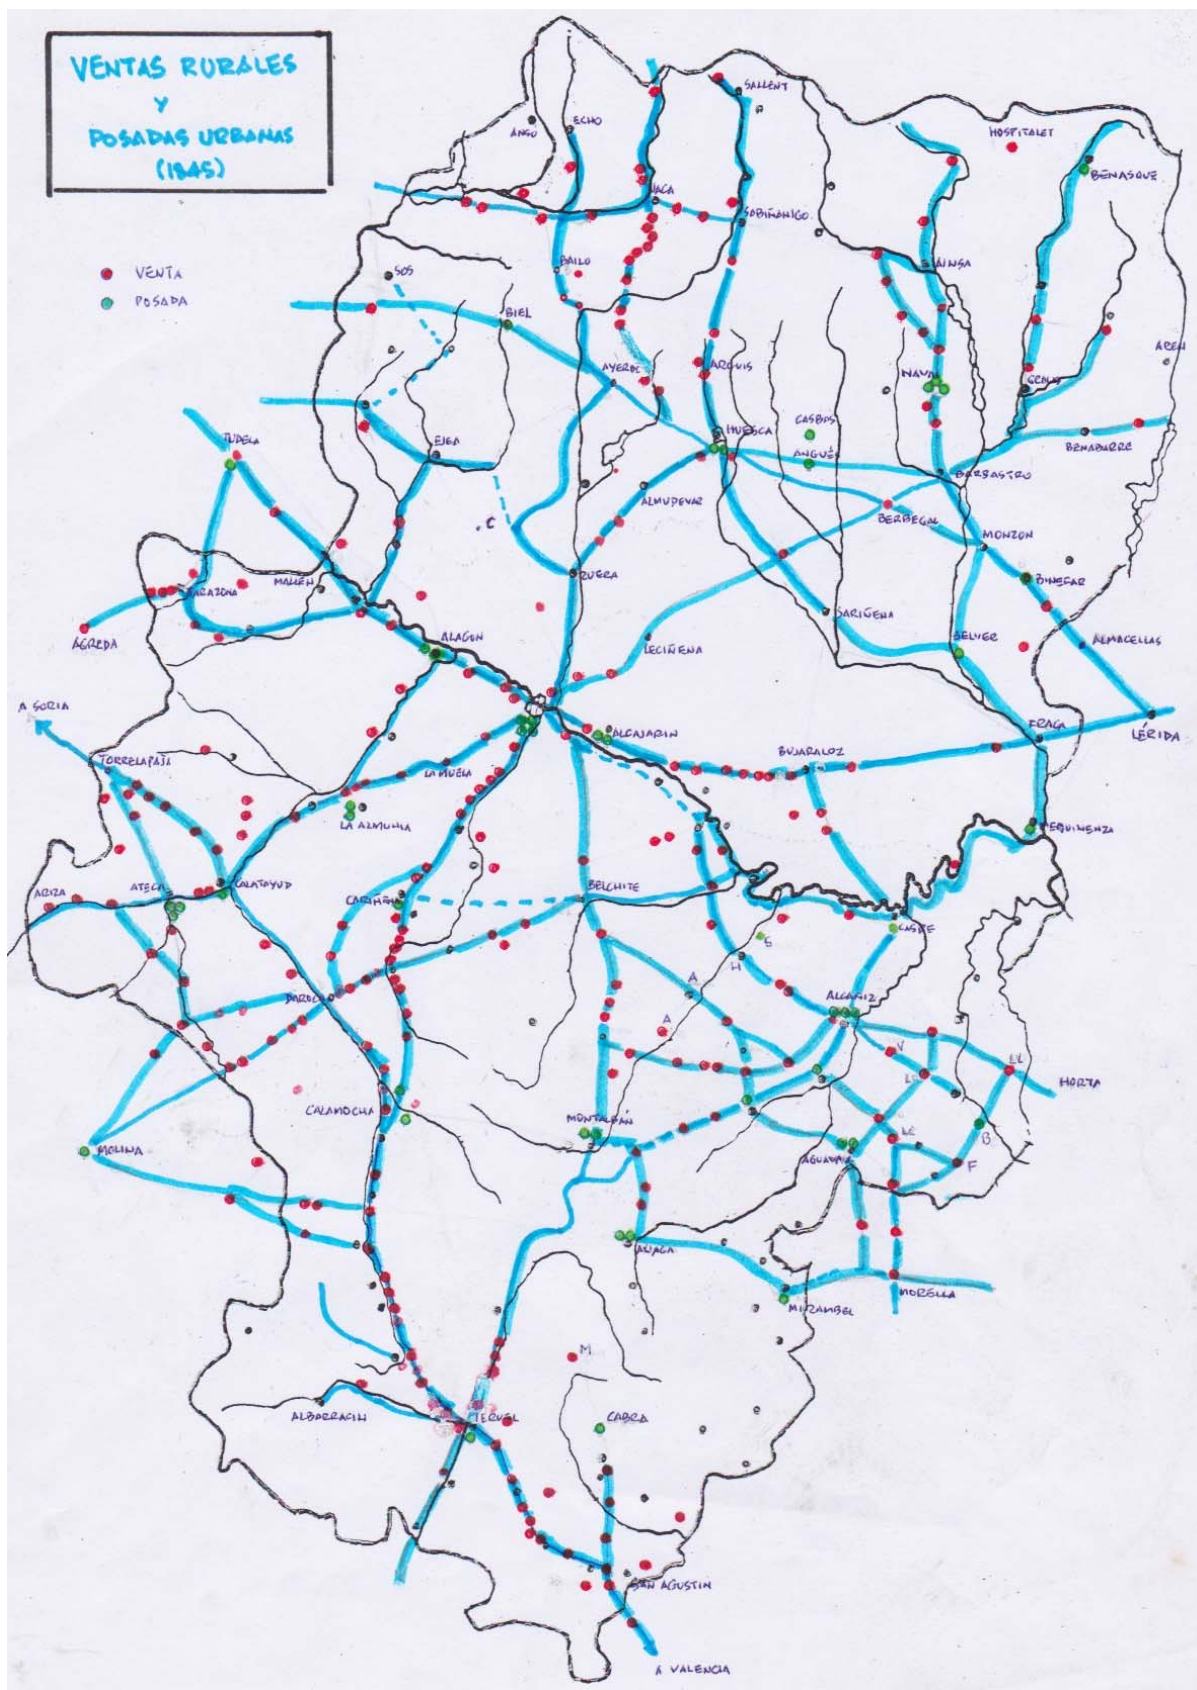 VENTAS RURALES
Y
POSADAS URBANAS
(1845)
VENTA
POSADA
ANSO
ECHO
SALLENT
HOSPITALET
BENASQUE
JACA
SABIÑANIGO
SOS
BAILO
AINSA
BIEL
AYERBE
ARGUIS
NAVAL
GRAUS
AREN
TUDELA
EJEA
HUESCA
CASBAS
ANGUÉS
BENABARRE
BARBASTRO
ALMUDEVAR
BERBEGAL
C
MONZON
ZUERA
BINEFAR
MALLEN
TARAZONA
SARIÑENA
AGREDA
ALAGON
LECIÑENA
BELVER
ALMACELLAS
A SORIA
FRAGA
LÉRIDA
ALFAJARIN
BUJARALOZ
TORRELAPAJA
LA MUELA
LA ALMUNIA
MEQUINENZA
ARIZA
ATECA
CALATAYUD
CARIÑENA
BELCHITE
CASPE
S
H
A
DAROCA
ALCAÑIZ
A
V
LL
HORTA
CALAMOCHA
MONTALBÁN
MOLINA
B
F
ALIAGA
MORELLA
MIRAMBEL
M
ALBARRACIN
TERUEL
CABRA
SAN AGUSTIN
A VALENCIA